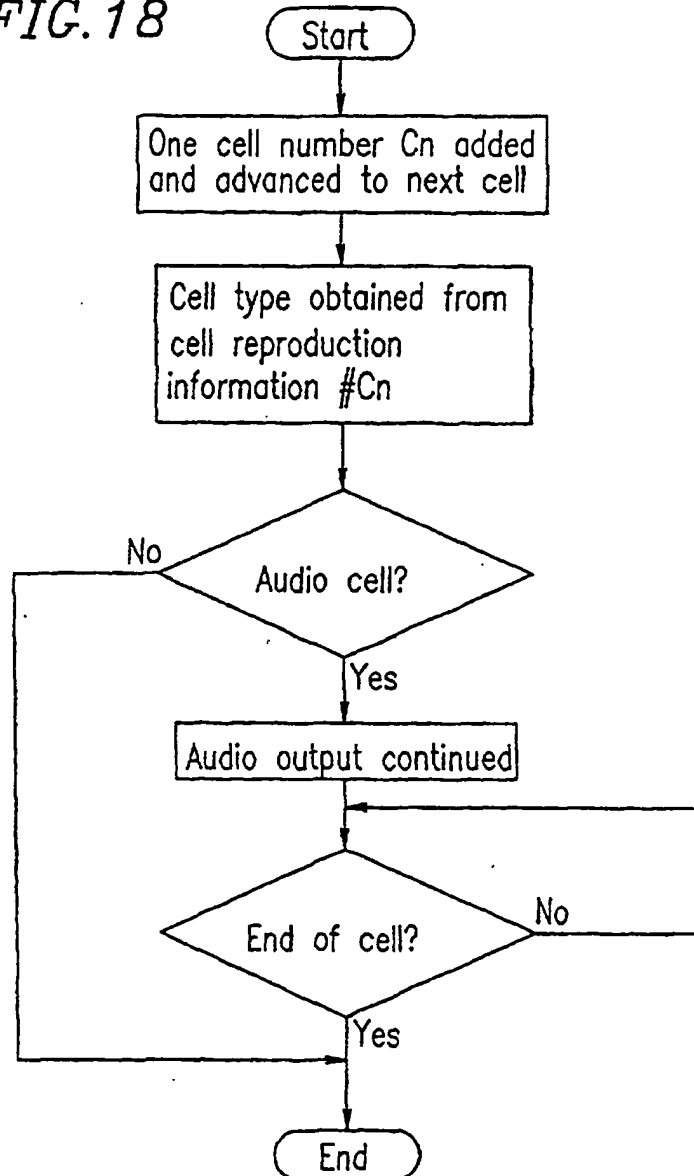 FIG. 18
Start
One cell number Cn added
and advanced to next cell
Cell type obtained from
cell reproduction
information #Cn
No
Audio cell?
Yes
Audio output continued
End of cell?
No
Yes
End